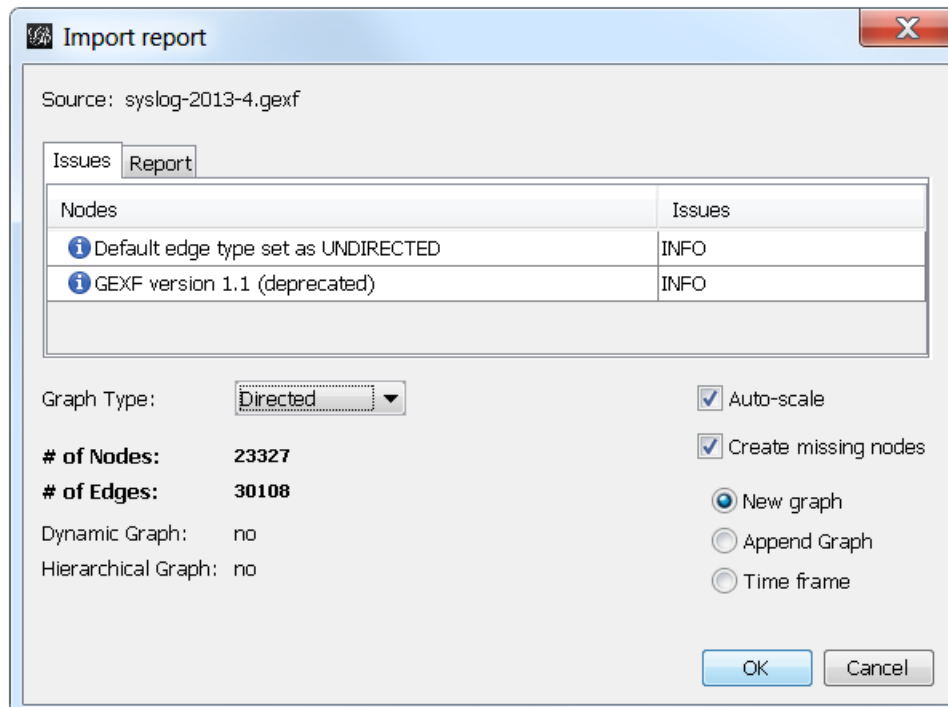 Import report
Source: syslog-2013-4.gexf
Issues Report
Nodes Issues
Default edge type set as UNDIRECTED INFO
GEXF version 1.1 (deprecated) INFO
Graph Type: Directed
# of Nodes: 23327
# of Edges: 30108
Dynamic Graph: no
Hierarchical Graph: no
Auto-scale
Create missing nodes
New graph
Append Graph
Time frame
OK Cancel